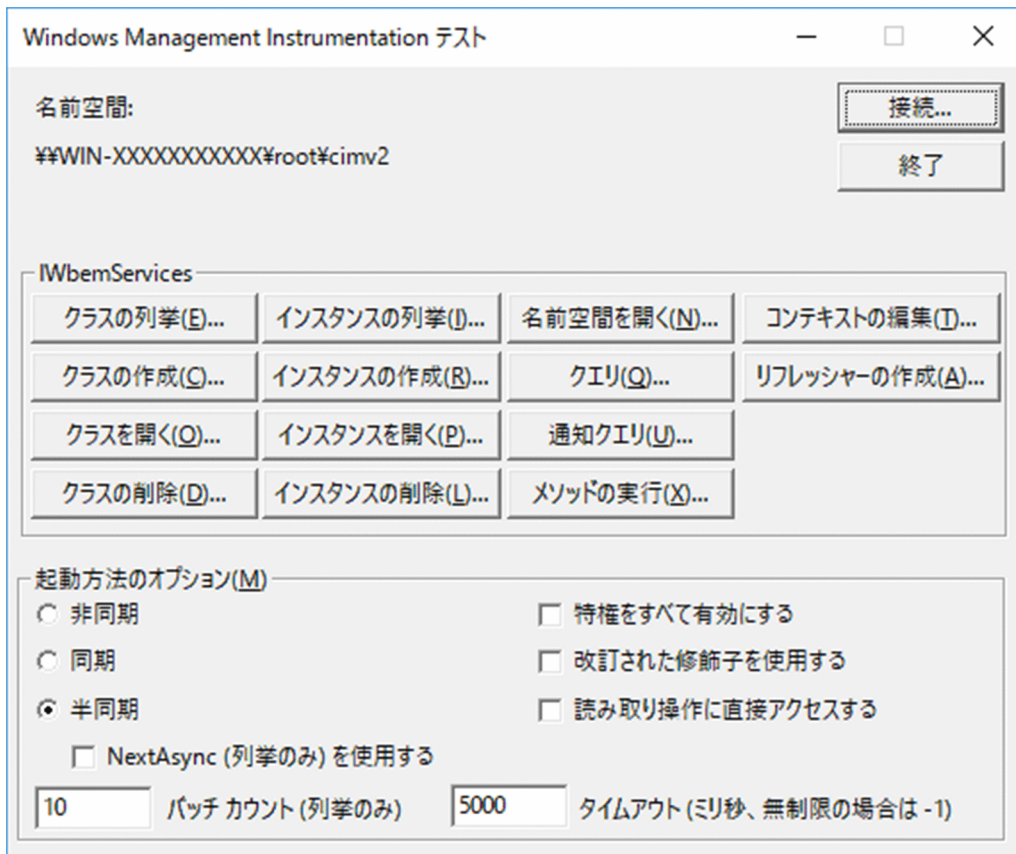 Windows Management Instrumentation テスト
名前空間:
接続...
¥¥WIN-XXXXXXXXXXX¥root¥cimv2
終了
IWbemServices
クラスの列挙(E)... インスタンスの列挙(I)... 名前空間を開く(N)... コンテキストの編集(T)...
クラスの作成(C)... インスタンスの作成(R)... クエリ(Q)... リフレッシャーの作成(A)...
クラスを開く(O)... インスタンスを開く(P)... 通知クエリ(U)...
クラスの削除(D)... インスタンスの削除(L)... メソッドの実行(X)...
起動方法のオプション(M)
非同期 特権をすべて有効にする
同期 改訂された修飾子を使用する
半同期 読み取り操作に直接アクセスする
NextAsync (列挙のみ) を使用する
10 バッチ カウント (列挙のみ) 5000 タイムアウト (ミリ秒、無制限の場合は -1)